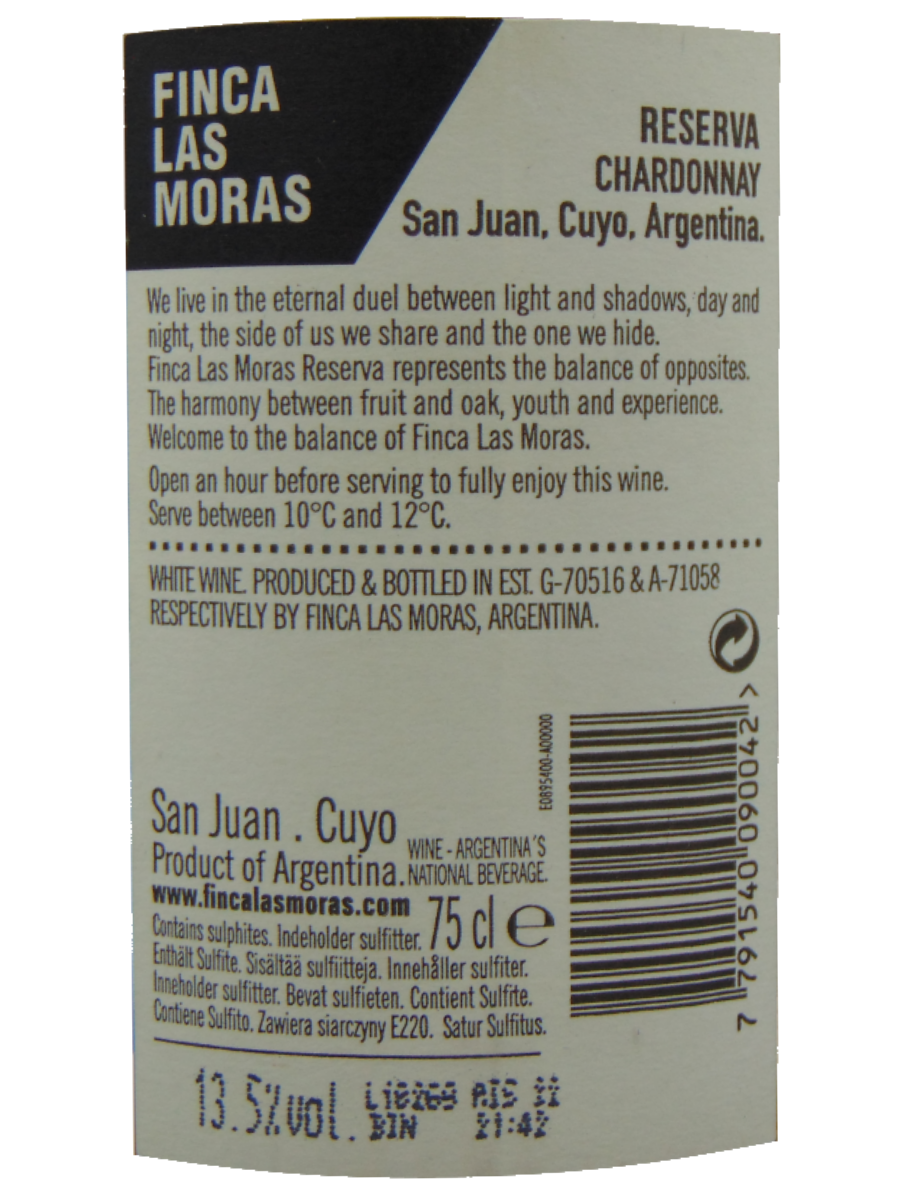 FINCA
LAS
MORAS
RESERVA
CHARDONNAY
San Juan, Cuyo, Argentina.
We live in the eternal duel between light and shadows, day and
night, the side of us we share and the one we hide.
Finca Las Moras Reserva represents the balance of opposites.
The harmony between fruit and oak, youth and experience.
Welcome to the balance of Finca Las Moras.
Open an hour before serving to fully enjoy this wine.
Serve between 10°C and 12°C.
WHITE WINE. PRODUCED & BOTTLED IN EST. G-70516 & A-71058
RESPECTIVELY BY FINCA LAS MORAS, ARGENTINA.
E0895400-A00000
7 791540 090042 >
San Juan . Cuyo
Product of Argentina.
WINE - ARGENTINA´S
NATIONAL BEVERAGE.
www.fincalasmoras.com
75 cl e
Contains sulphites. Indeholder sulfitter.
Enthält Sulfite. Sisältää sulfiitteja. Innehåller sulfiter.
Inneholder sulfitter. Bevat sulfieten. Contient Sulfite.
Contiene Sulfito. Zawiera siarczyny E220. Satur Sulfitus.
13.5%vol.
BIN 21:42